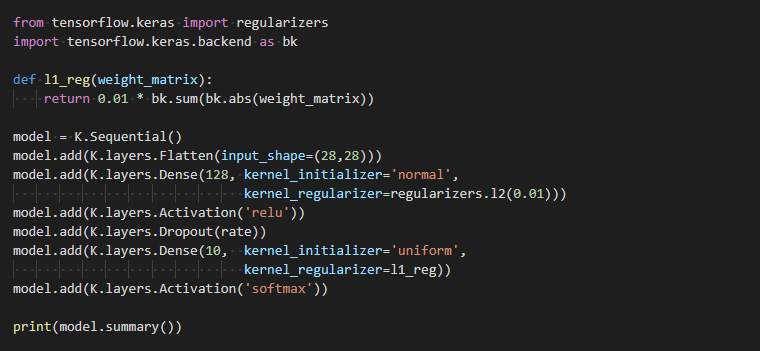 from tensorflow.keras import regularizers
import tensorflow.keras.backend as bk

def l1_reg(weight_matrix):
    return 0.01 * bk.sum(bk.abs(weight_matrix))

model = K.Sequential()
model.add(K.layers.Flatten(input_shape=(28,28)))
model.add(K.layers.Dense(128, kernel_initializer='normal',
                              kernel_regularizer=regularizers.l2(0.01)))
model.add(K.layers.Activation('relu'))
model.add(K.layers.Dropout(rate))
model.add(K.layers.Dense(10,  kernel_initializer='uniform',
                              kernel_regularizer=l1_reg))
model.add(K.layers.Activation('softmax'))

print(model.summary())